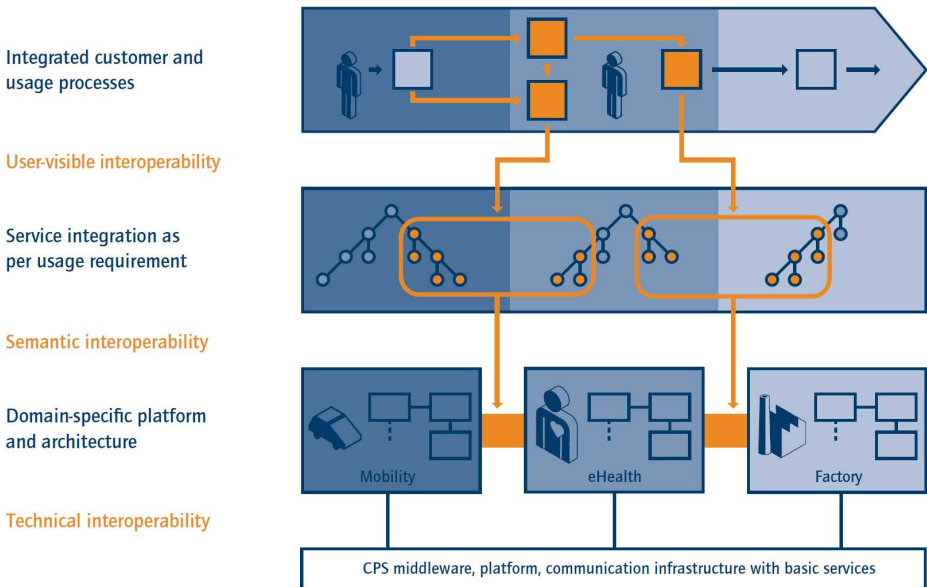 Integrated customer and
usage processes
User-visible interoperability
Service integration as
per usage requirement
Semantic interoperability
Domain-specific platform
and architecture
Mobility
eHealth
Factory
Technical interoperability
CPS middleware, platform, communication infrastructure with basic services